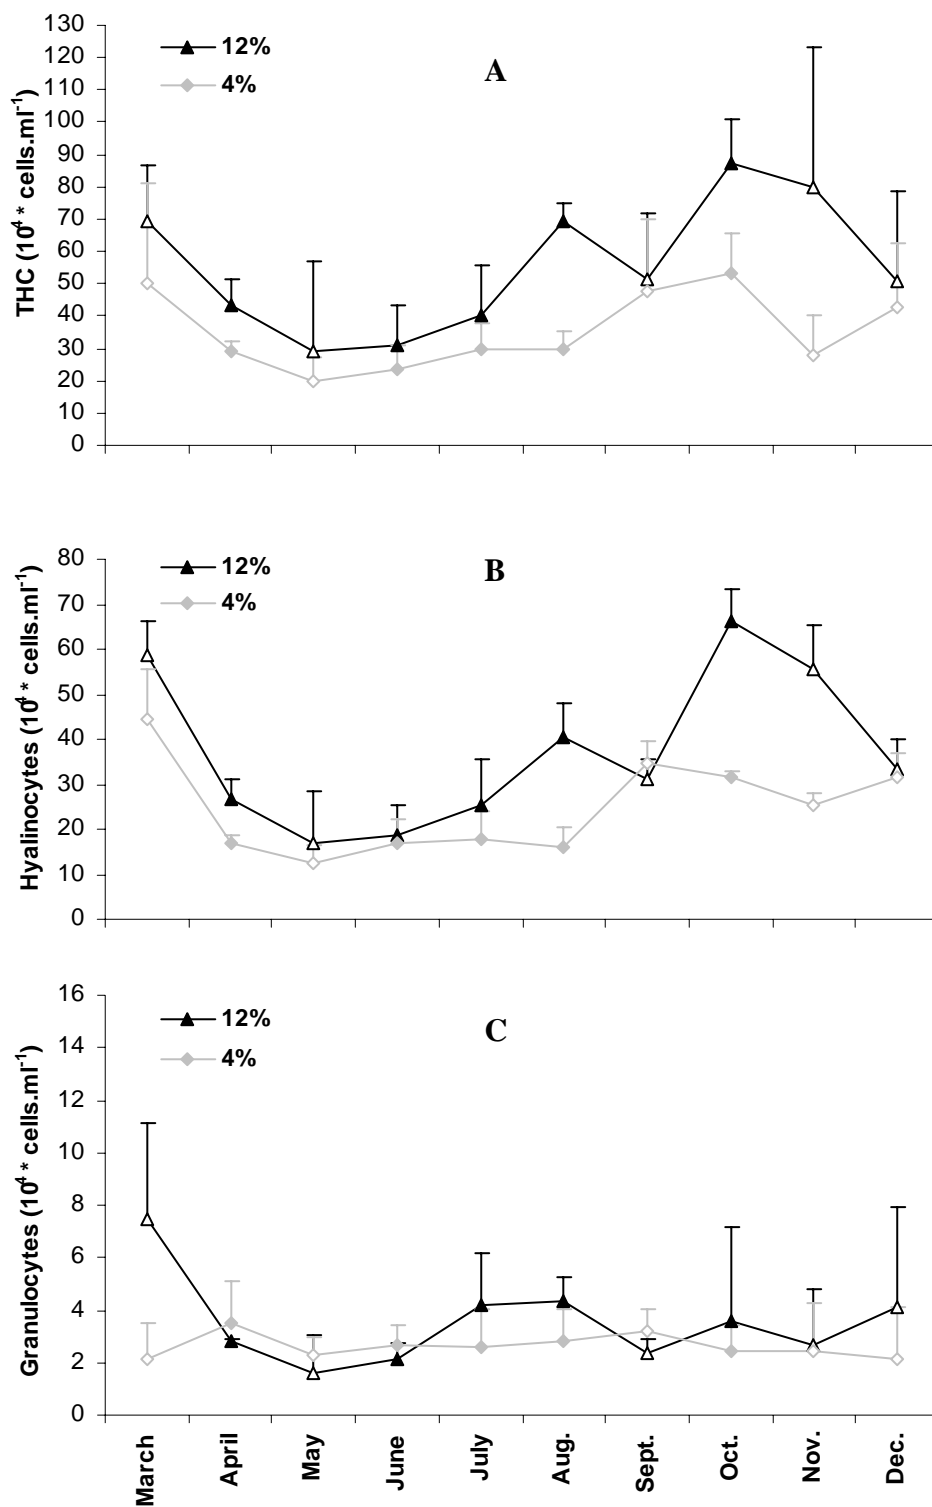 130
120
110
100
90
80
70
60
50
40
30
20
10
0
THC (10⁴ * cells.ml⁻¹)
12%
4%
A
80
70
60
50
40
30
20
10
0
Hyalinocytes (10⁴ * cells.ml⁻¹)
12%
4%
B
16
14
12
10
8
6
4
2
0
Granulocytes (10⁴ * cells.ml⁻¹)
12%
4%
C
March
April
May
June
July
Aug.
Sept.
Oct.
Nov.
Dec.